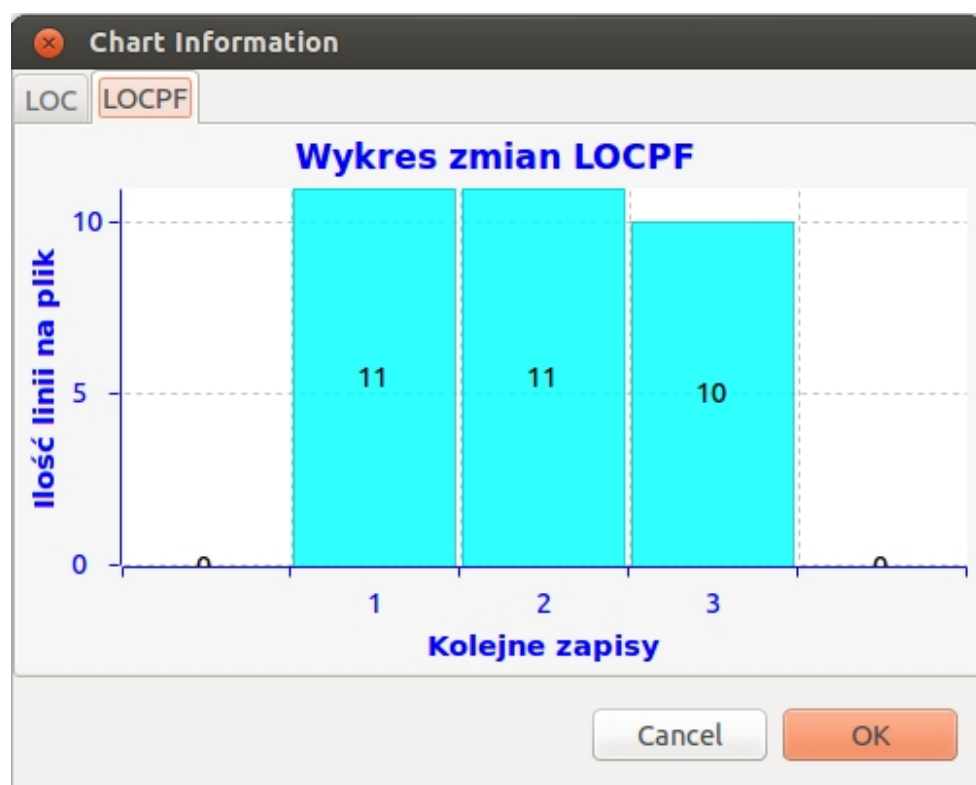 Chart Information
LOC LOCPF
Wykres zmian LOCPF
Ilość linii na plik
10
5
0
0 11 11 10 0
1 2 3
Kolejne zapisy
Cancel OK